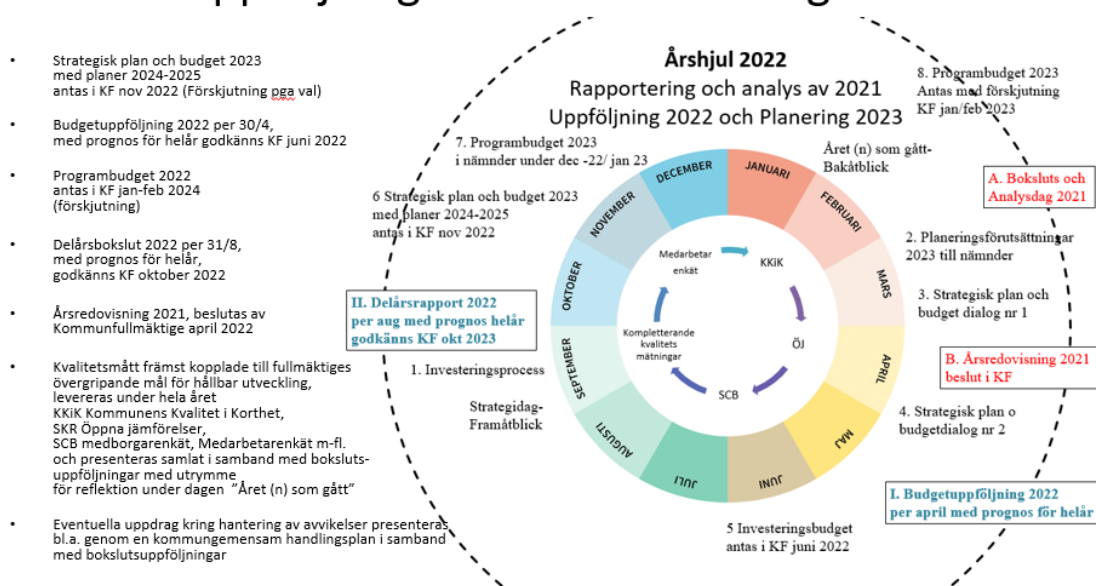 Strategisk plan och budget 2023
med planer 2024-2025
antas i KF nov 2022 (Förskjutning pga val)
Budgetuppföljning 2022 per 30/4,
med prognos för helår godkänns KF juni 2022
Programbudget 2022
antas i KF jan-feb 2024
(förskjutning)
Delårsbokslut 2022 per 31/8,
med prognos för helår,
godkänns KF oktober 2022
Årsredovisning 2021, beslutas av
Kommunfullmäktige april 2022
Kvalitetsmått främst kopplade till fullmäktiges
övergripande mål för hållbar utveckling,
levereras under hela året
KKiK Kommunens Kvalitet i Korthet,
SKR Öppna jämförelser,
SCB medborgarenkät, Medarbetarenkät m-fl.
och presenteras samlat i samband med boksluts-
uppföljningar med utrymme
för reflektion under dagen ”Året (n) som gått”
Eventuella uppdrag kring hantering av avvikelser presenteras
bl.a. genom en kommungemensam handlingsplan i samband
med bokslutsuppföljningar
Årshjul 2022
Rapportering och analys av 2021
Uppföljning 2022 och Planering 2023
8. Programbudget 2023
Antas med förskjutning
KF jan/feb 2023
7. Programbudget 2023
i nämnder under dec -22/ jan 23
Året (n) som gått-
Bakåtblick
A. Boksluts och
Analysdag 2021
6 Strategisk plan och budget 2023
med planer 2024-2025
antas i KF nov 2022
2. Planeringsförutsättningar
2023 till nämnder
3. Strategisk plan och
budget dialog nr 1
II. Delårsrapport 2022
per aug med prognos helår
godkänns KF okt 2023
B. Årsredovisning 2021
beslut i KF
1. Investeringsprocess
Strategidag-
Framåtblick
4. Strategisk plan o
budgetdialog nr 2
I. Budgetuppföljning 2022
per april med prognos för helår
5 Investeringsbudget
antas i KF juni 2022
JANUARI
FEBRUARI
MARS
APRIL
MAJ
JUNI
JULI
AUGUSTI
SEPTEMBER
OKTOBER
NOVEMBER
DECEMBER
Medarbetar
enkät
KKiK
ÖJ
SCB
Kompletterande
kvalitets
mätningar